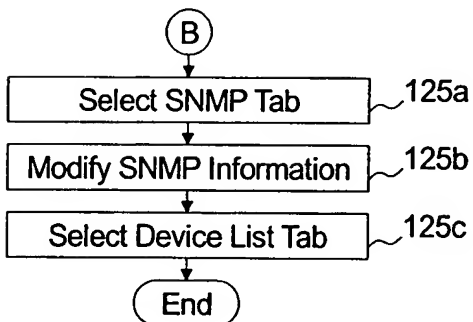 B
Select SNMP Tab
125a
Modify SNMP Information
125b
Select Device List Tab
125c
End